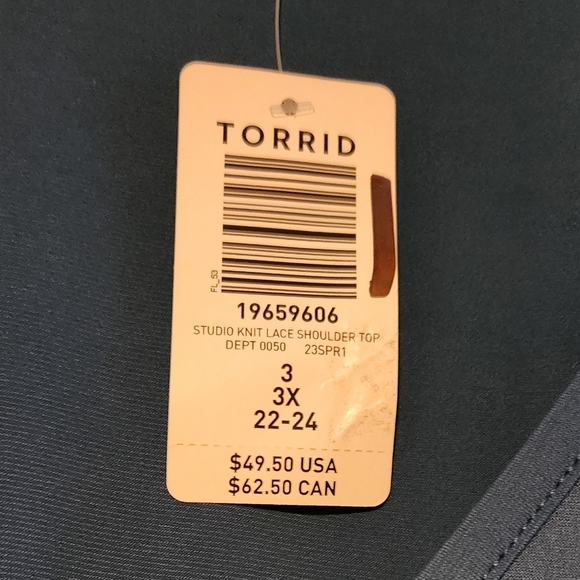 TORRID
FL_53
19659606
STUDIO KNIT LACE SHOULDER TOP
DEPT 0050 23SPR1
3
3X
22-24
$49.50 USA
$62.50 CAN